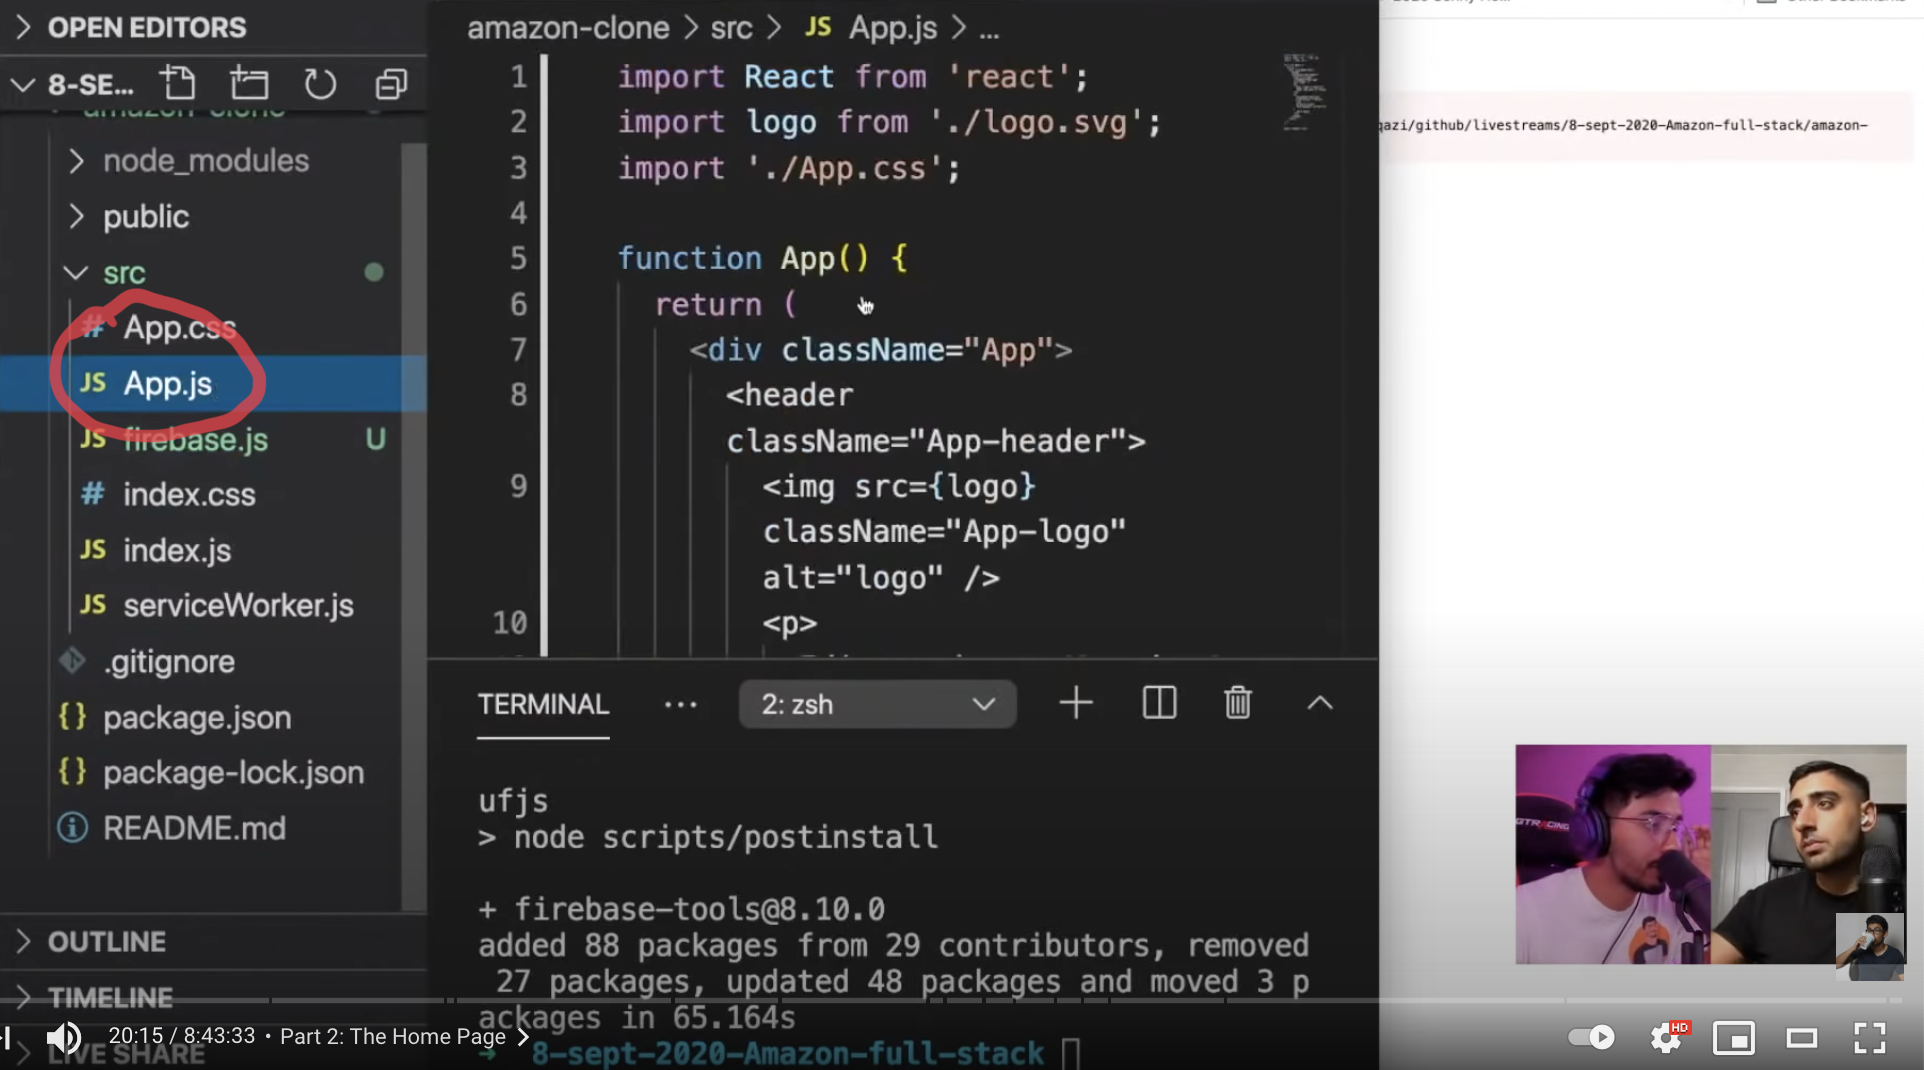 OPEN EDITORS
8-SE...
amazon-clone
node_modules
public
src
# App.css
JS App.js
JS firebase.js U
# index.css
JS index.js
JS serviceWorker.js
.gitignore
{} package.json
{} package-lock.json
README.md
OUTLINE
TIMELINE
LIVE SHARE
amazon-clone > src > JS App.js > ...
1 import React from 'react';
2 import logo from './logo.svg';
3 import './App.css';
4
5 function App() {
6 return (
7 <div className="App">
8 <header
className="App-header">
9 <img src={logo}
className="App-logo"
alt="logo" />
10 <p>
TERMINAL ... 2: zsh
ufjs
> node scripts/postinstall
+ firebase-tools@8.10.0
added 88 packages from 29 contributors, removed
27 packages, updated 48 packages and moved 3 p
ackages in 65.164s
→ 8-sept-2020-Amazon-full-stack
qazi/github/livestreams/8-sept-2020-Amazon-full-stack/amazon-
GTRACING
20:15 / 8:43:33 • Part 2: The Home Page >
HD